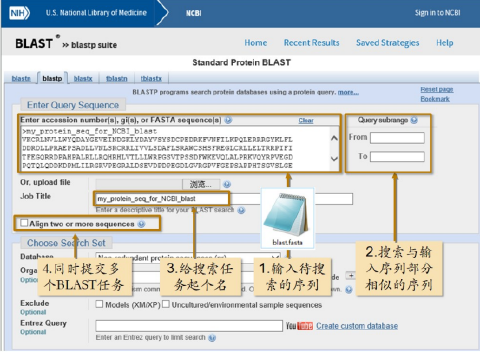 NIH U.S. National Library of Medicine NCBI Sign in to NCBI
BLAST ® » blastp suite Home Recent Results Saved Strategies Help
Standard Protein BLAST
blastn blastp blastx tblastn tblastx
BLASTP programs search protein databases using a protein query. more... Reset page
Bookmark
Enter Query Sequence
Enter accession number(s), gi(s), or FASTA sequence(s) Clear Query subrange
>my_protein_seq_for_NCBI_blast
From
To
Or, upload file 浏览...
Job Title my_protein_seq_for_NCBI_blast
Enter a descriptive title for your BLAST search
blast.fasta
Align two or more sequences
Choose Search Set
4.同时提交多
个BLAST任务
3.给搜索任
务起个名
1.输入待搜
索的序列
2.搜索与输
入序列部分
相似的序列
Database
Optional
Exclude Models (XM/XP) Uncultured/environmental sample sequences
Optional
Entrez Query You Tube Create custom database
Optional
Enter an Entrez query to limit search